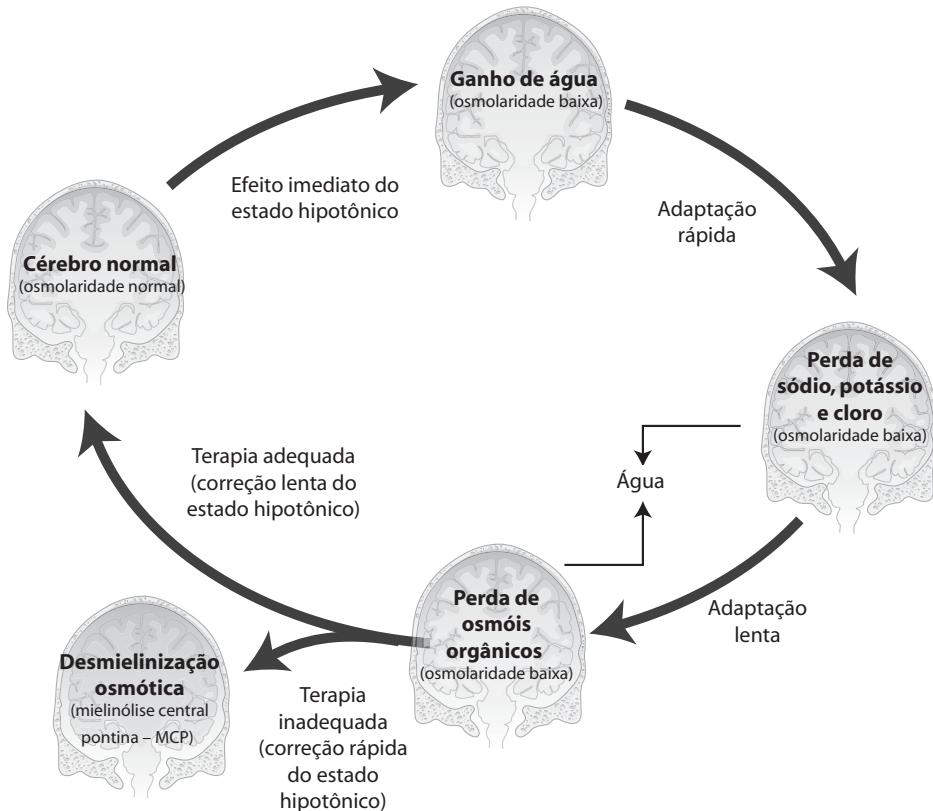 Ganho de água
(osmolaridade baixa)
Efeito imediato do
estado hipotônico
Adaptação
rápida
Cérebro normal
(osmolaridade normal)
Perda de
sódio, potássio
e cloro
(osmolaridade baixa)
Terapia adequada
(correção lenta do
estado hipotônico)
Água
Adaptação
lenta
Perda de
osmóis
orgânicos
(osmolaridade baixa)
Desmielinização
osmótica
(mielinólise central
pontina – MCP)
Terapia
inadequada
(correção rápida
do estado
hipotônico)